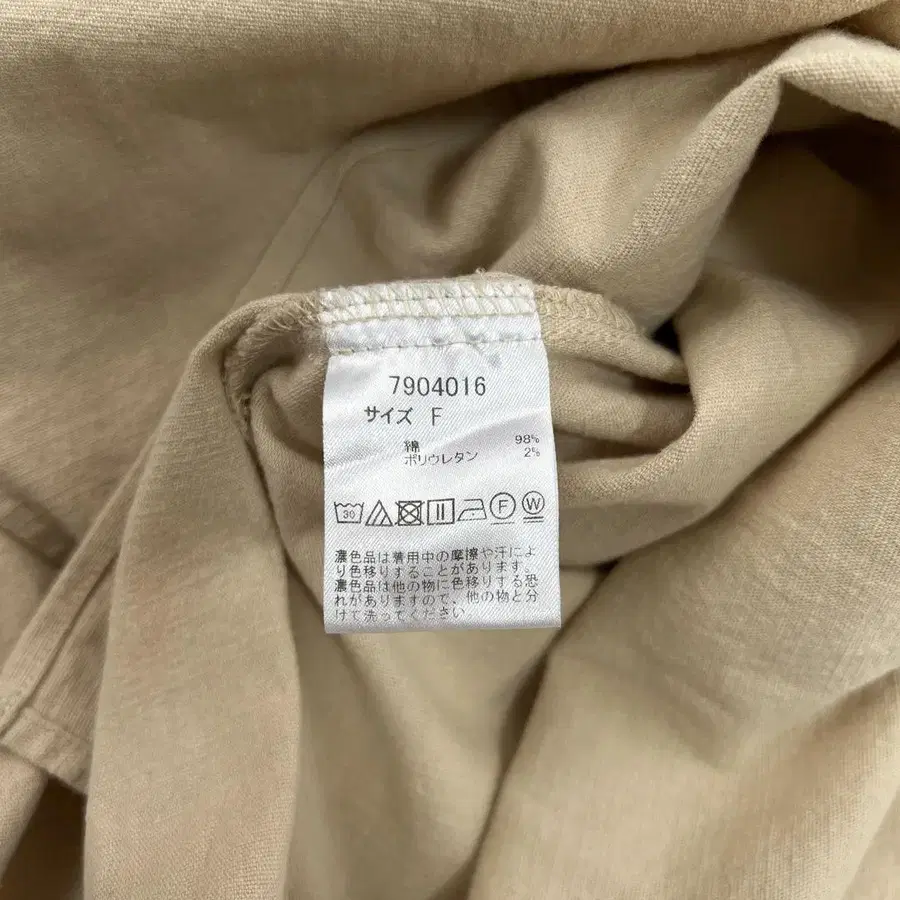 7904016
サイズ F
綿 98%
ポリウレタン 2%
30 F W
濃色品は着用中の摩擦や汗によ
り色移りすることがあります。
濃色品は他の物に色移りする恐
れがありますので、他の物と分
けて洗ってください